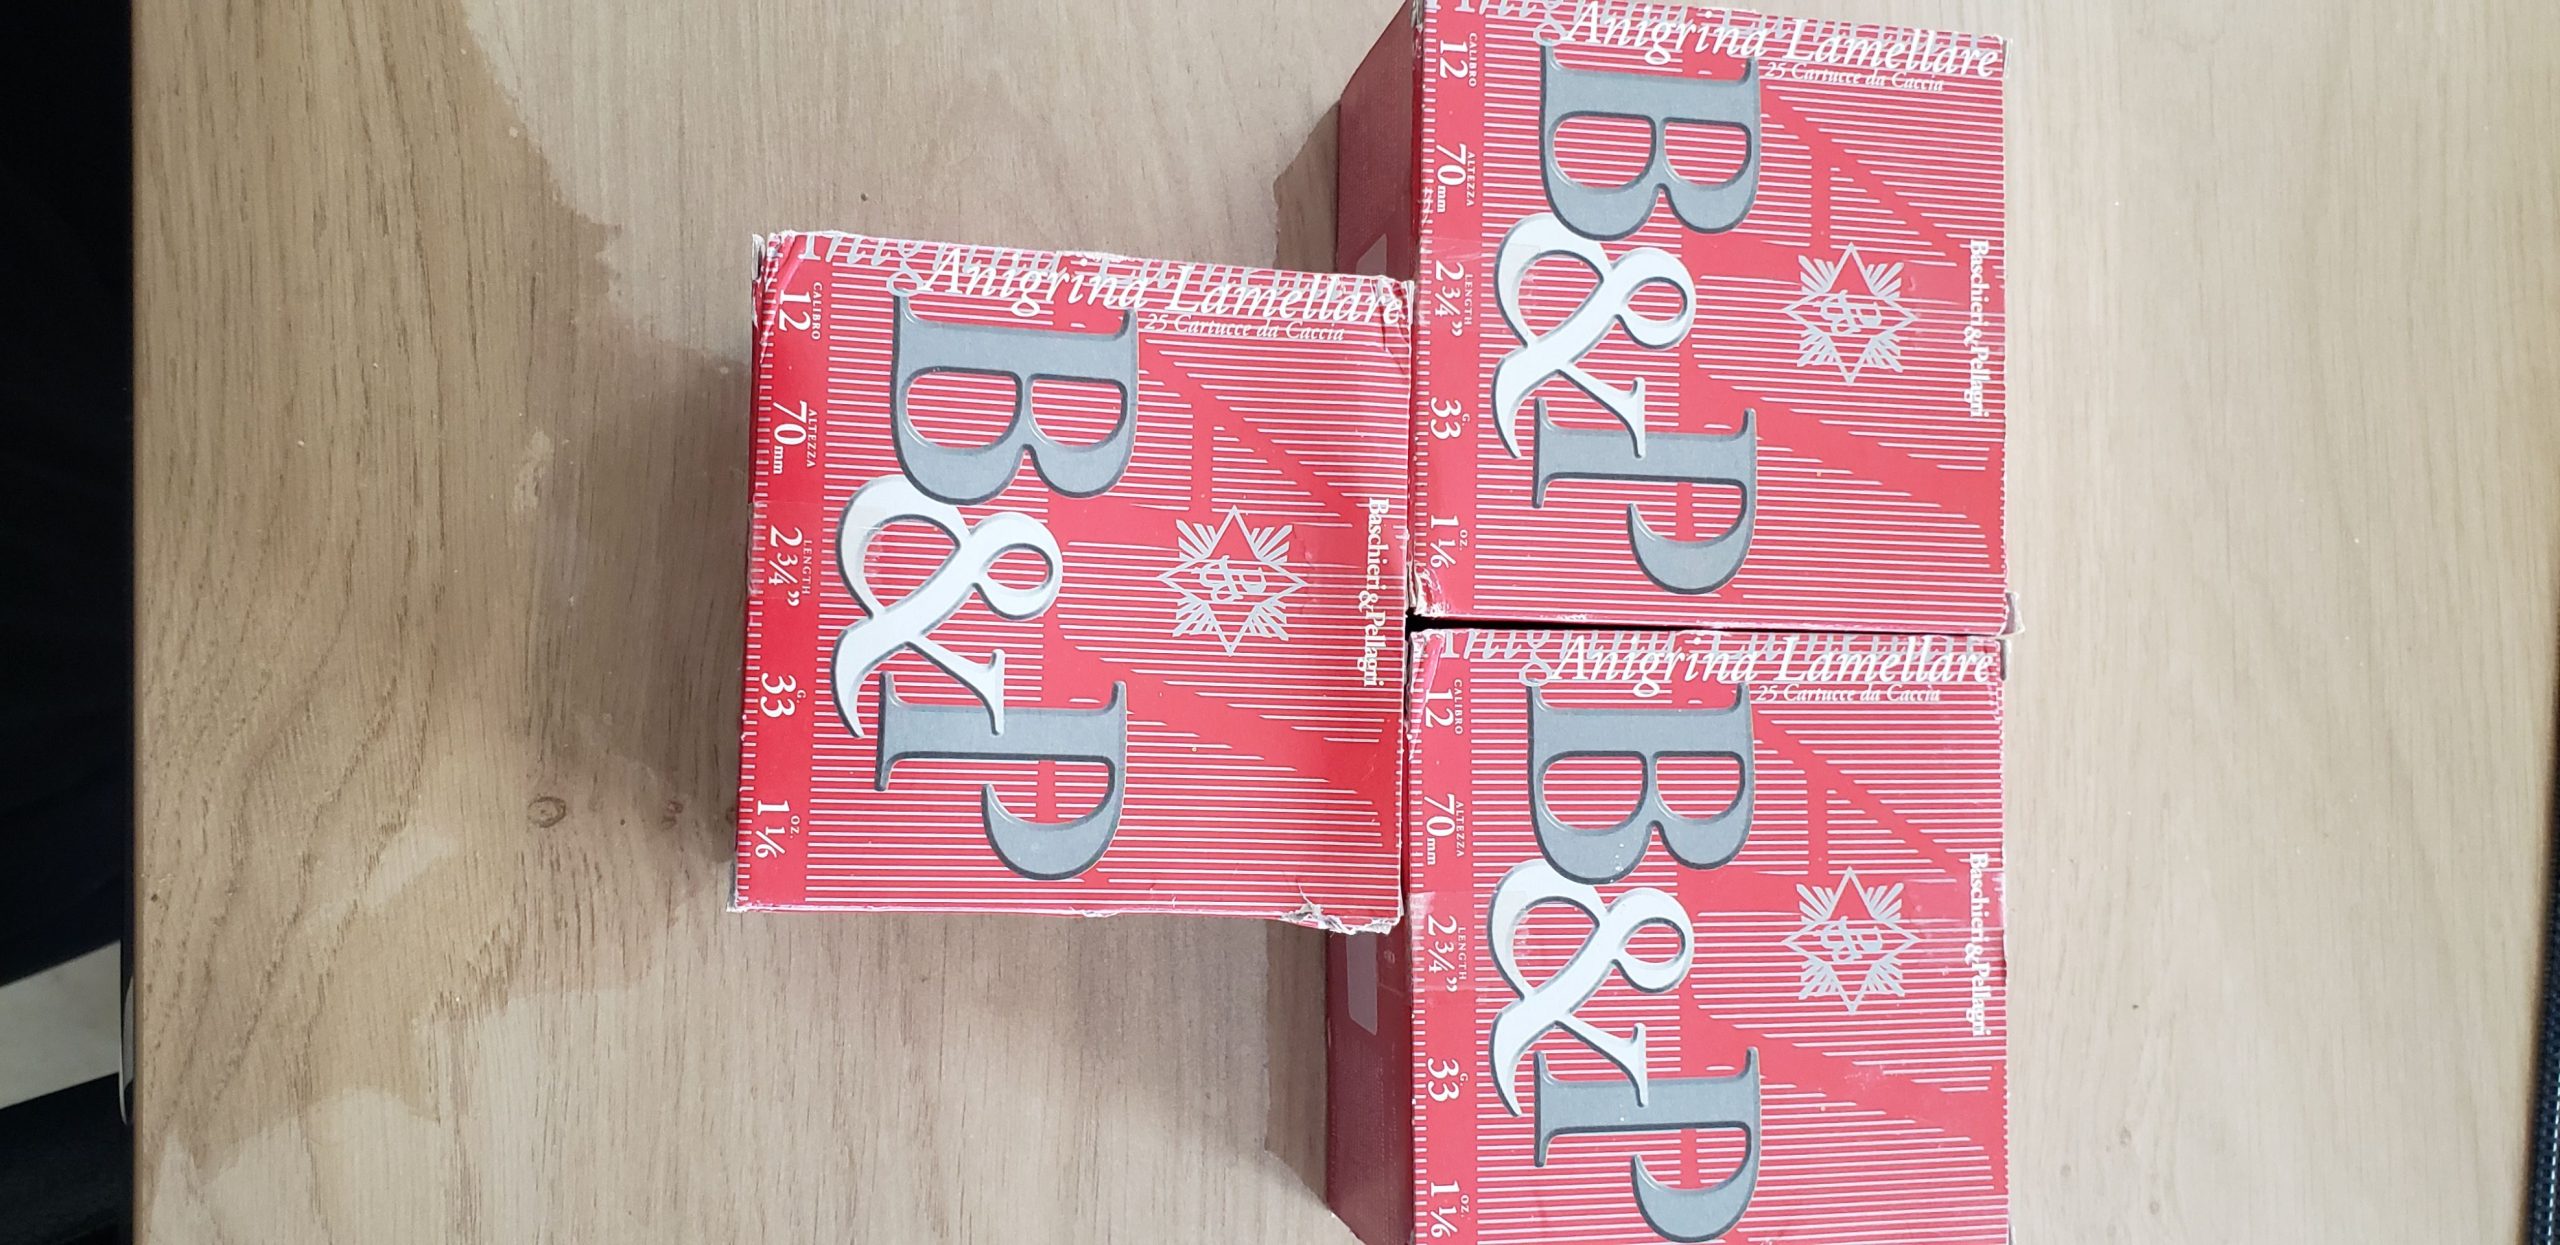 Anigrina Lamellare
25 Cartucce da Caccia
B&P
Baschieri & Pellagri
CALIBRO ALTEZZA LENGTH G. OZ.
12 70mm 2 3/4” 33 1 1/6
Anigrina Lamellare
25 Cartucce da Caccia
B&P
Baschieri & Pellagri
CALIBRO ALTEZZA LENGTH G. OZ.
12 70mm 2 3/4” 33 1 1/6
Anigrina Lamellare
25 Cartucce da Caccia
B&P
Baschieri & Pellagri
CALIBRO ALTEZZA LENGTH G. OZ.
12 70mm 2 3/4” 33 1 1/6